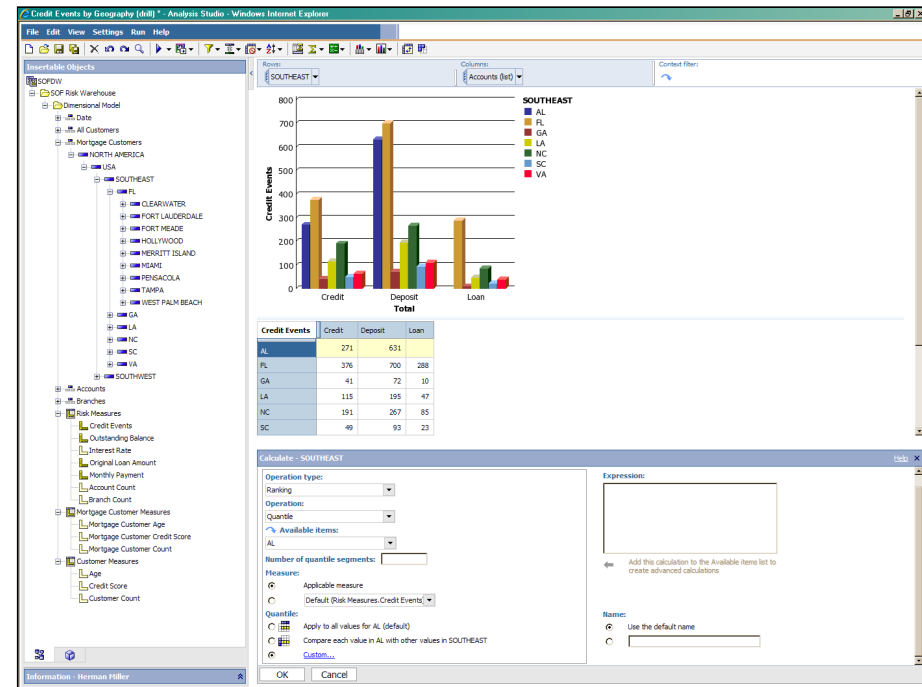 Credit Events by Geography (drill) * - Analysis Studio - Windows Internet Explorer
File Edit View Settings Run Help
Insertable Objects
SOFDW
SOF Risk Warehouse
Dimensional Model
Date
All Customers
Mortgage Customers
NORTH AMERICA
USA
SOUTHEAST
FL
CLEARWATER
FORT LAUDERDALE
FORT MEADE
HOLLYWOOD
MERRITT ISLAND
MIAMI
PENSACOLA
TAMPA
WEST PALM BEACH
GA
LA
NC
SC
VA
SOUTHWEST
Accounts
Branches
Risk Measures
Credit Events
Outstanding Balance
Interest Rate
Original Loan Amount
Monthly Payment
Account Count
Branch Count
Mortgage Customer Measures
Mortgage Customer Age
Mortgage Customer Credit Score
Mortgage Customer Count
Customer Measures
Age
Credit Score
Customer Count
Information - Herman Miller
Rows: Columns: Context filter:
SOUTHEAST Accounts (list)
800
700
600
500
400
300
200
100
0
Credit Events
Credit Deposit Loan
Total
SOUTHEAST
AL
FL
GA
LA
NC
SC
VA
Credit Events Credit Deposit Loan
AL 271 631
FL 376 700 288
GA 41 72 10
LA 115 195 47
NC 191 267 85
SC 49 93 23
Calculate - SOUTHEAST Help
Operation type:
Ranking
Operation:
Quantile
Available items:
AL
Number of quantile segments:
Measure:
Applicable measure
Default (Risk Measures.Credit Events)
Quantile:
Apply to all values for AL (default)
Compare each value in AL with other values in SOUTHEAST
Custom...
Expression:
Add this calculation to the Available items list to
create advanced calculations
Name:
Use the default name
OK Cancel